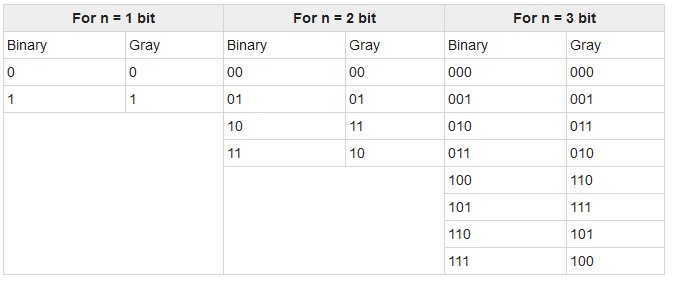 For n = 1 bit For n = 2 bit For n = 3 bit
Binary Gray Binary Gray Binary Gray
0 0 00 00 000 000
1 1 01 01 001 001
10 11 010 011
11 10 011 010
100 110
101 111
110 101
111 100